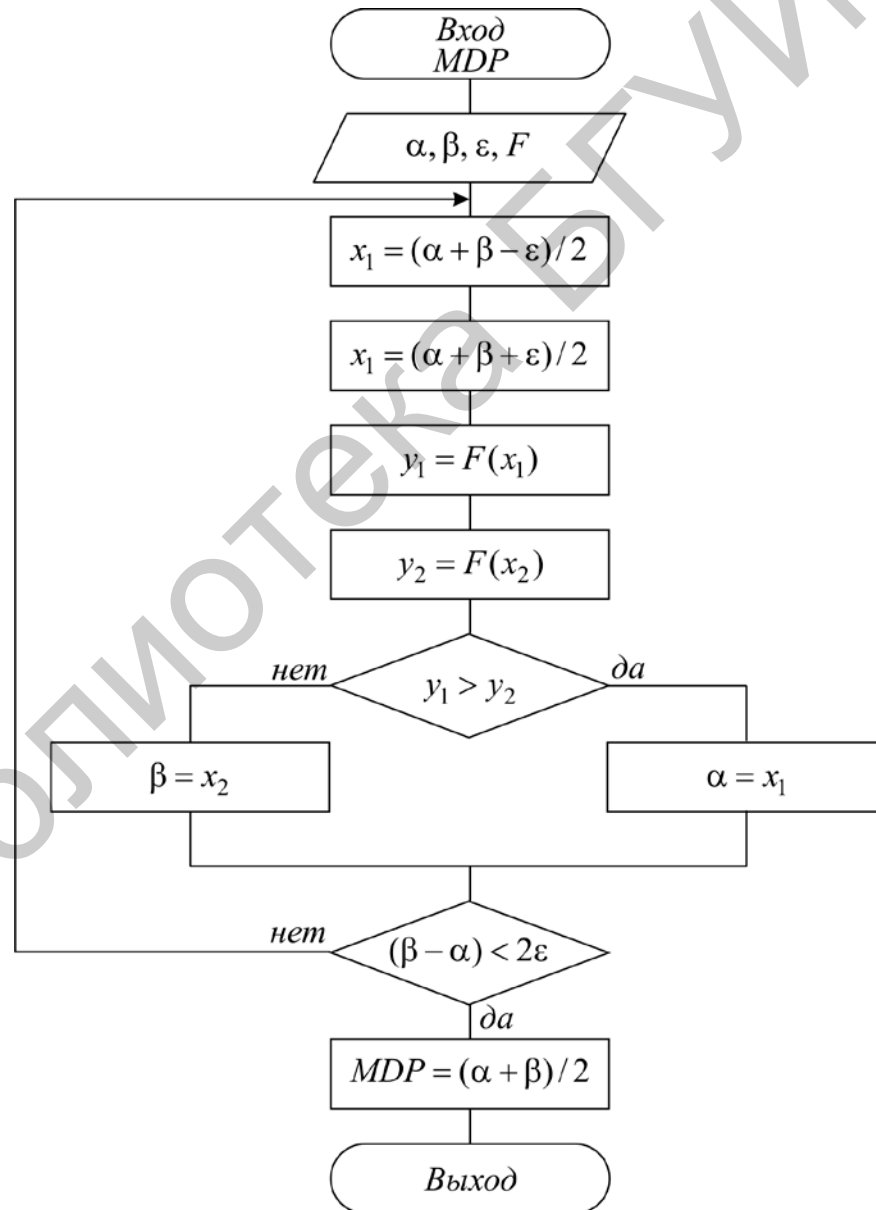 Вход
MDP
α, β, ε, F
x₁ = (α + β − ε)/2
x₁ = (α + β + ε)/2
y₁ = F(x₁)
y₂ = F(x₂)
нет
y₁ > y₂
да
β = x₂
α = x₁
нет
(β − α) < 2ε
да
MDP = (α + β)/2
Выход